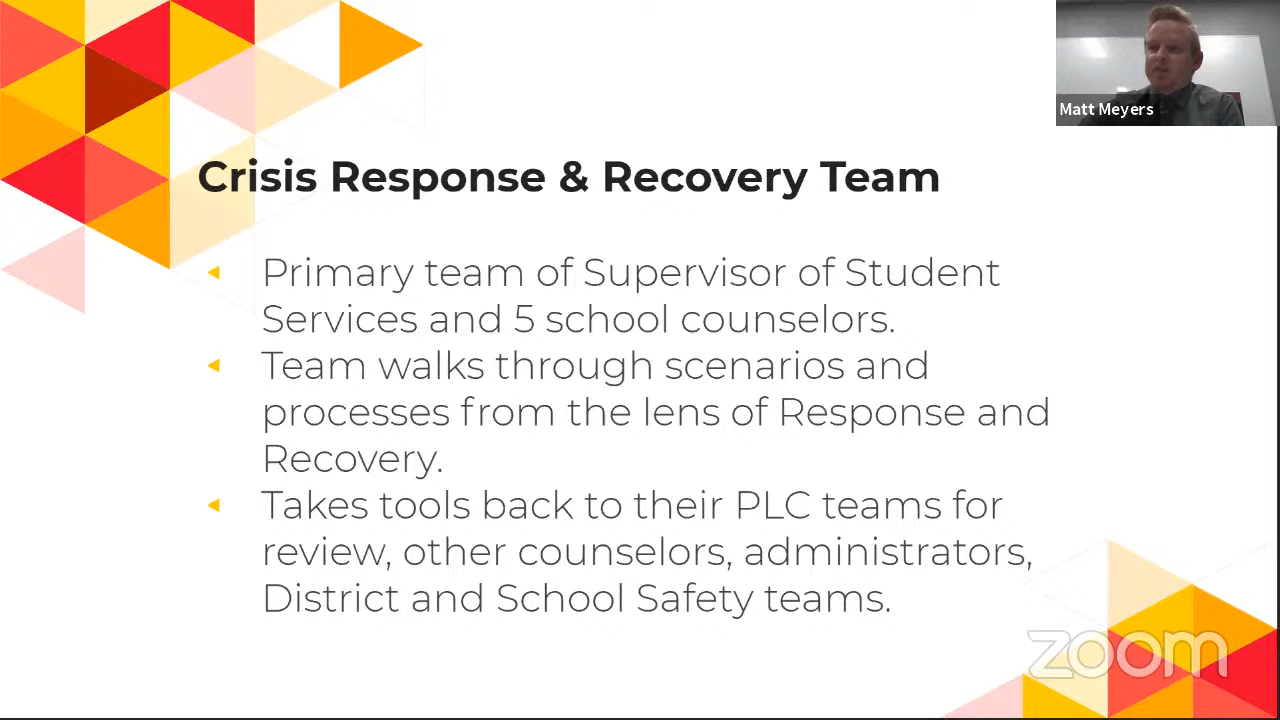 Matt Meyers
Crisis Response & Recovery Team
Primary team of Supervisor of Student
Services and 5 school counselors.
Team walks through scenarios and
processes from the lens of Response and
Recovery.
Takes tools back to their PLC teams for
review, other counselors, administrators,
District and School Safety teams.
zoom